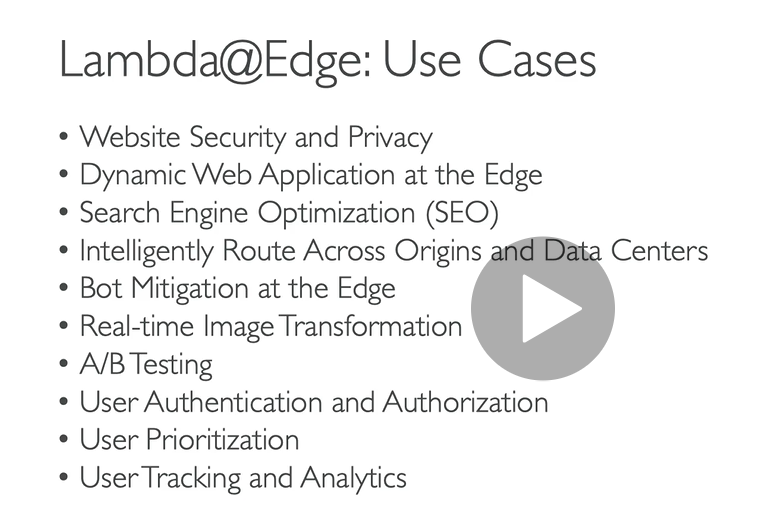 Lambda@Edge: Use Cases
• Website Security and Privacy
• Dynamic Web Application at the Edge
• Search Engine Optimization (SEO)
• Intelligently Route Across Origins and Data Centers
• Bot Mitigation at the Edge
• Real-time Image Transformation
• A/B Testing
• User Authentication and Authorization
• User Prioritization
• User Tracking and Analytics